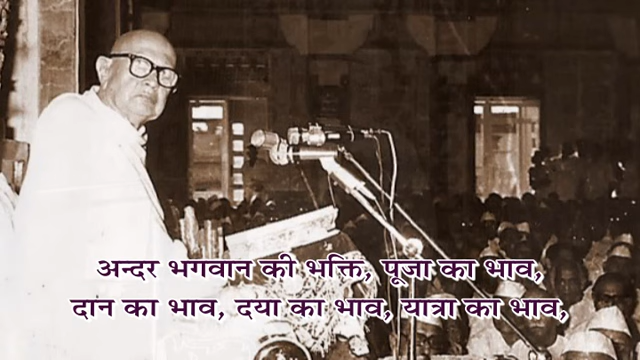 अन्दर भगवान की भक्ति, पूजा का भाव,
दान का भाव, दया का भाव, यात्रा का भाव,